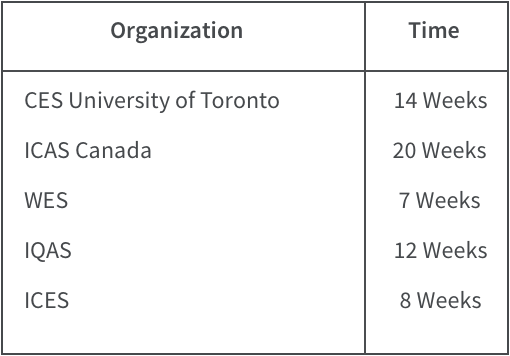 Organization Time
CES University of Toronto 14 Weeks
ICAS Canada 20 Weeks
WES 7 Weeks
IQAS 12 Weeks
ICES 8 Weeks